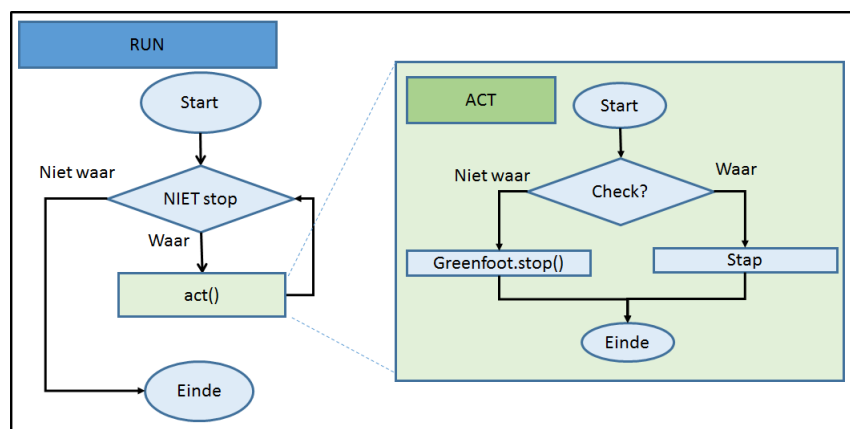 RUN
Start
Niet waar
NIET stop
Waar
act()
Einde
ACT
Start
Niet waar
Waar
Check?
Greenfoot.stop()
Stap
Einde